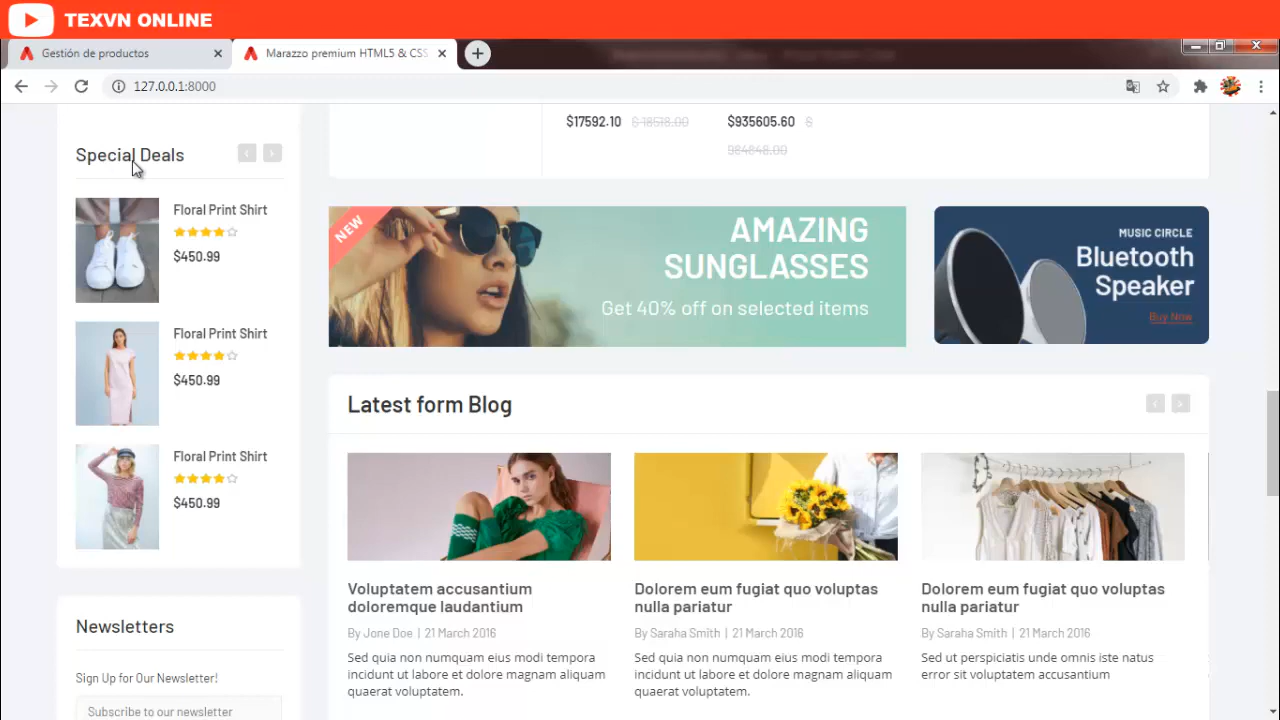 TEXVN ONLINE
Gestión de productos
Marazzo premium HTML5 & CSS
127.0.0.1:8000
Special Deals
Floral Print Shirt
$450.99
Floral Print Shirt
$450.99
Floral Print Shirt
$450.99
Newsletters
Sign Up for Our Newsletter!
Subscribe to our newsletter
$17592.10 $ 18518.00
$935605.60 $
984848.00
NEW
AMAZING
SUNGLASSES
Get 40% off on selected items
MUSIC CIRCLE
Bluetooth
Speaker
Buy Now
Latest form Blog
Voluptatem accusantium
doloremque laudantium
By Jone Doe | 21 March 2016
Sed quia non numquam eius modi tempora
incidunt ut labore et dolore magnam aliquam
quaerat voluptatem.
Dolorem eum fugiat quo voluptas
nulla pariatur
By Saraha Smith | 21 March 2016
Sed quia non numquam eius modi tempora
incidunt ut labore et dolore magnam aliquam
quaerat voluptatem.
Dolorem eum fugiat quo voluptas
nulla pariatur
By Saraha Smith | 21 March 2016
Sed ut perspiciatis unde omnis iste natus
error sit voluptatem accusantium